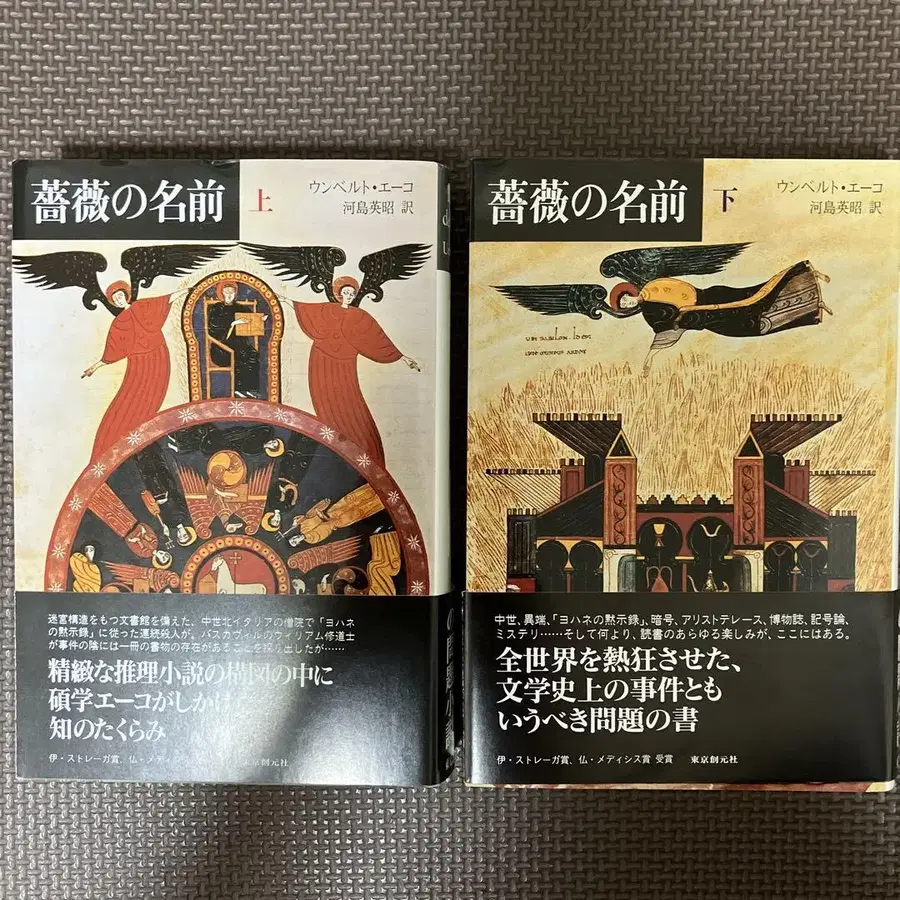 薔薇の名前 上
ウンベルト・エーコ
河島英昭 訳
迷宮構造をもつ文書館を備えた、中世北イタリアの僧院で「ヨハネ
の黙示録」に従った連続殺人が。バスカヴィルのウィリアム修道士
が事件の陰には一冊の書物の存在があることを探り出したが……
精緻な推理小説の構図の中に
碩学エーコがしかけ
知のたくらみ
伊・ストレーガ賞、仏・メディシ
東京創元社
薔薇の名前 下
ウンベルト・エーコ
河島英昭 訳
中世、異端、「ヨハネの黙示録」、暗号、アリストテレース、博物誌、記号論、
ミステリ……そして何より、読書のあらゆる楽しみが、ここにはある。
全世界を熱狂させた、
文学史上の事件とも
いうべき問題の書
伊・ストレーガ賞、仏・メディシス賞 受賞
東京創元社